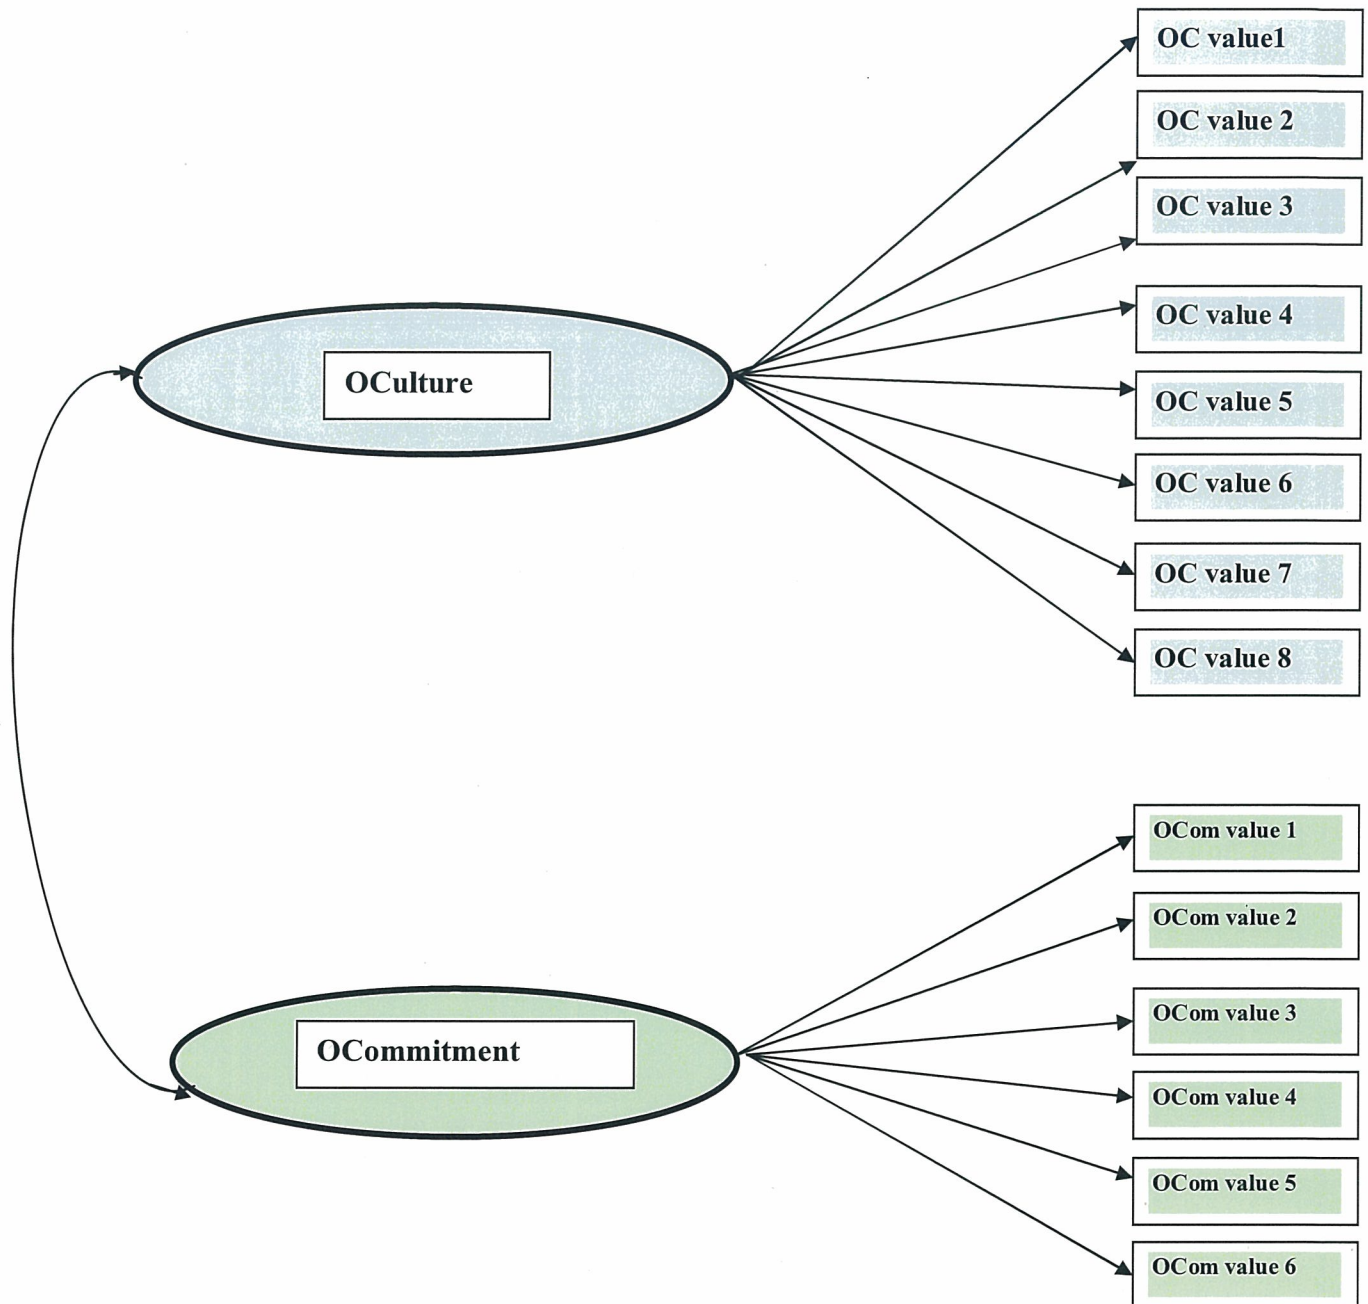 OC value1
OC value 2
OC value 3
OC value 4
OCulture
OC value 5
OC value 6
OC value 7
OC value 8
OCom value 1
OCom value 2
OCom value 3
OCommitment
OCom value 4
OCom value 5
OCom value 6